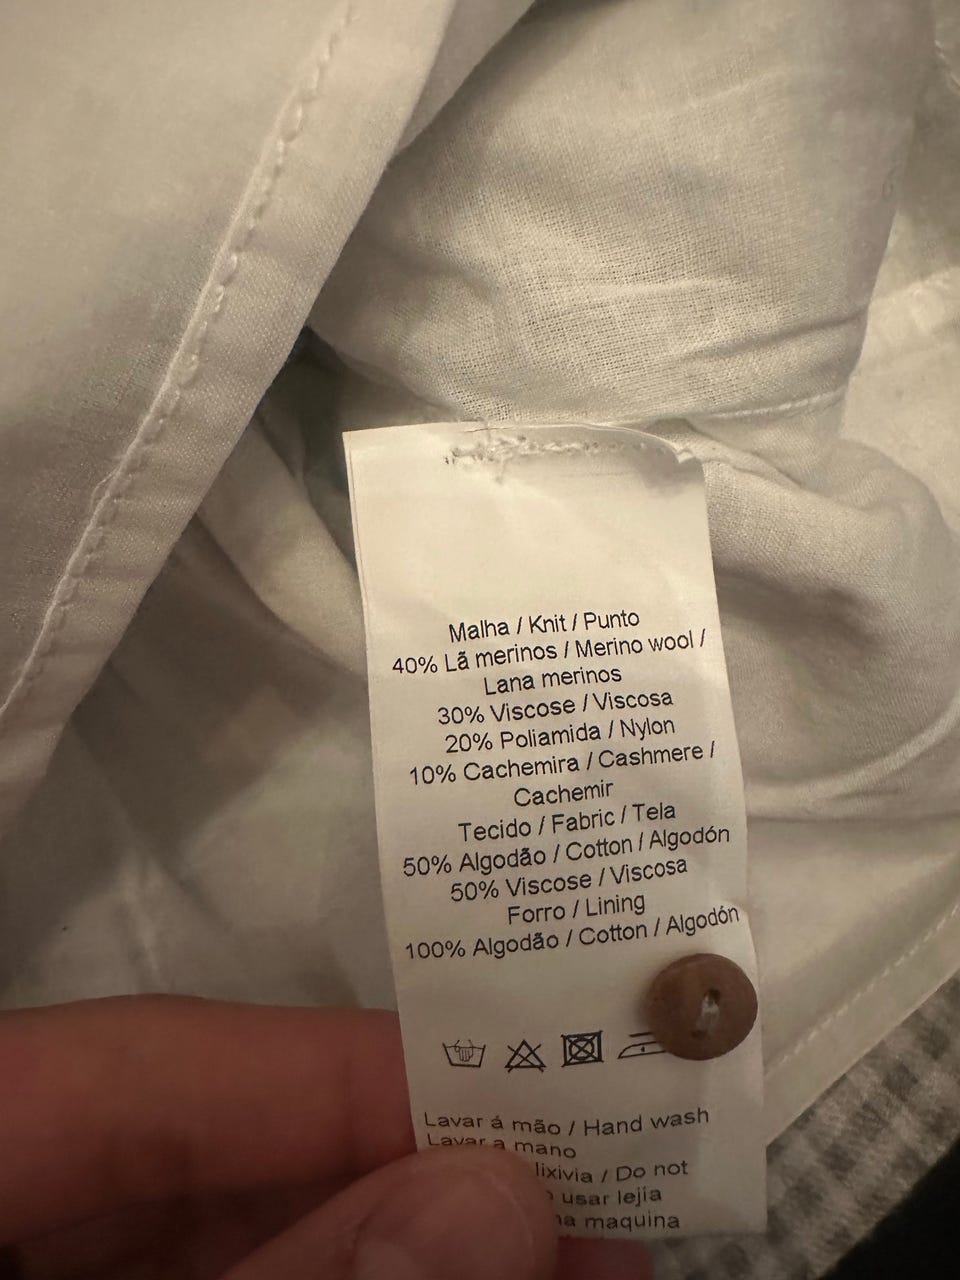 Malha / Knit / Punto
40% Lã merinos / Merino wool /
Lana merinos
30% Viscose / Viscosa
20% Poliamida / Nylon
10% Cachemira / Cashmere /
Cachemir
Tecido / Fabric / Tela
50% Algodão / Cotton / Algodón
50% Viscose / Viscosa
Forro / Lining
100% Algodão / Cotton / Algodón
Lavar á mão / Hand wash
Lavar a mano
lixivia / Do not
usar lejía
maquina